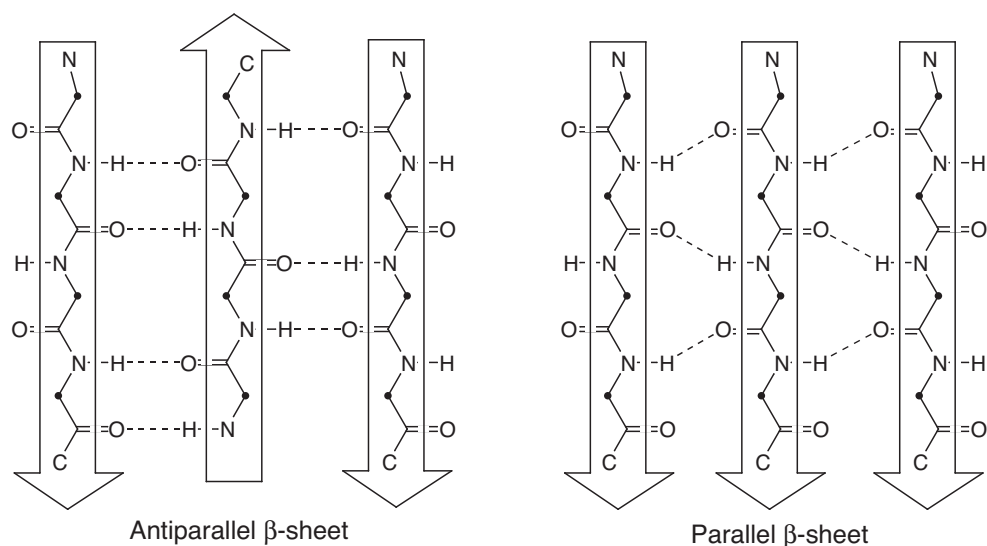 N C N
O N H O
N H O N H
O H N O
H N O H N
O N H O
N H O N H
O H N O
C C
Antiparallel β-sheet
N N N
O O O
N H N H N H
O O O
H N H N H N
O O O
N H N H N H
O O O
C C C
Parallel β-sheet